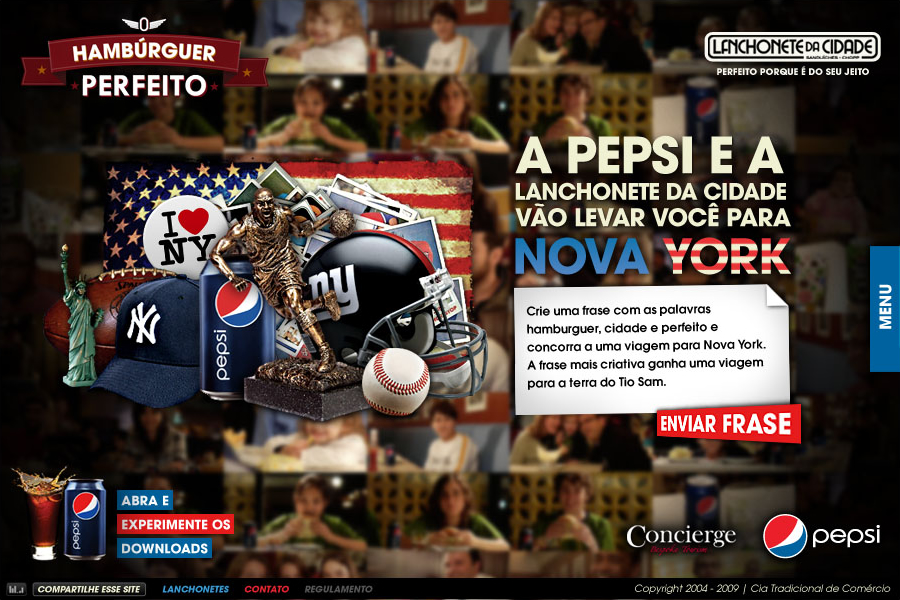 O
HAMBÚRGUER
PERFEITO
LANCHONETE DA CIDADE
SANDUÍCHES - CHOPP
PERFEITO PORQUE É DO SEU JEITO
A PEPSI E A
LANCHONETE DA CIDADE
VÃO LEVAR VOCÊ PARA
NOVA YORK
I
NY
ny
NY
pepsi
Crie uma frase com as palavras
hamburguer, cidade e perfeito e
concorra a uma viagem para Nova York.
A frase mais criativa ganha uma viagem
para a terra do Tio Sam.
ENVIAR FRASE
MENU
pepsi
ABRA E
EXPERIMENTE OS
DOWNLOADS
Concierge
pepsi
COMPARTILHE ESSE SITE
LANCHONETES
CONTATO
REGULAMENTO
Copyright 2004 - 2009 | Cia Tradicional de Comércio